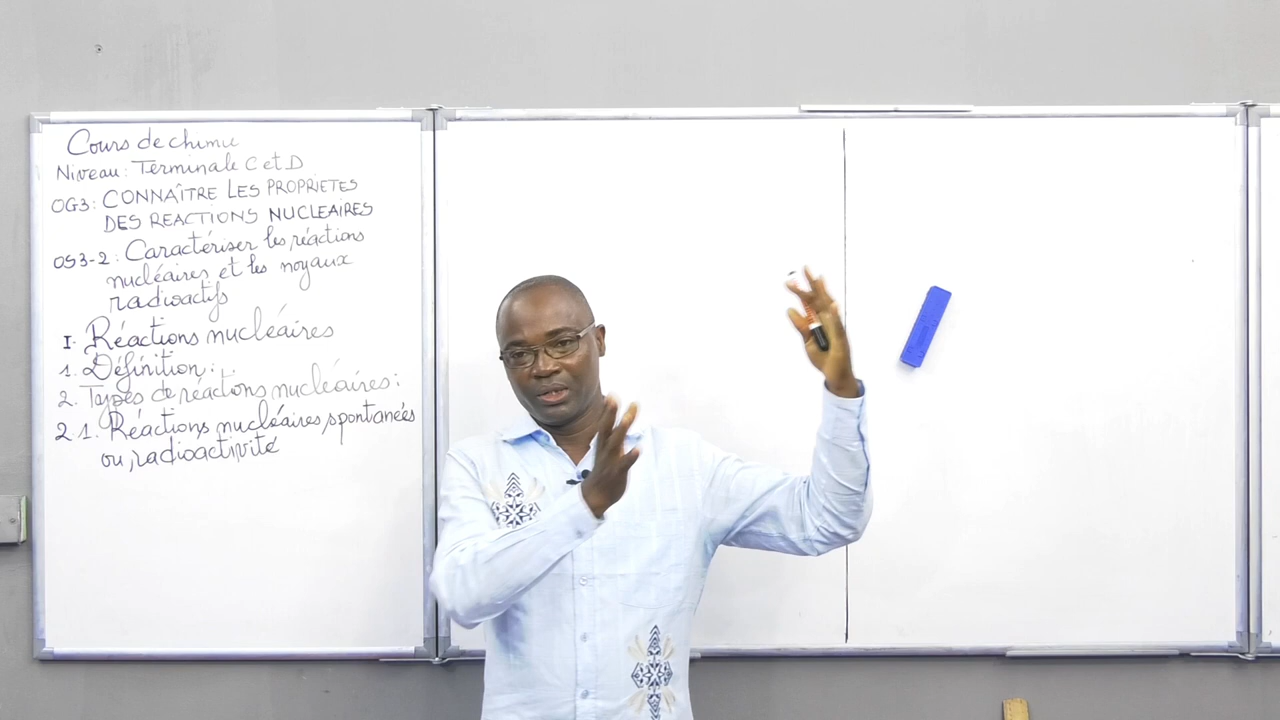 Cours de chimie
Niveau : Terminale C et D
OG3 : CONNAÎTRE LES PROPRIETES
DES REACTIONS NUCLEAIRES
OS3-2 : Caractériser les réactions
nucléaires et les noyaux
radioactifs
I. Réactions nucléaires
1. Définition :
2. Types de réactions nucléaires :
2.1. Réactions nucléaires spontanées
ou radioactivité